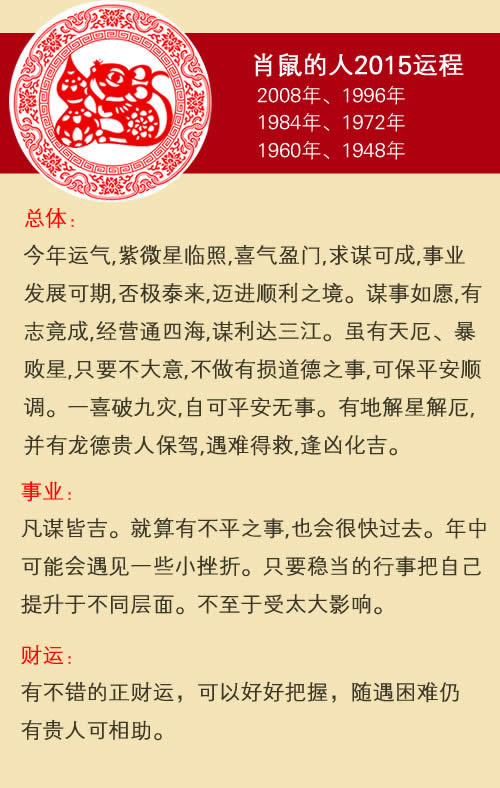 肖鼠的人2015运程
2008年、1996年
1984年、1972年
1960年、1948年
总体:
今年运气,紫微星临照,喜气盈门,求谋可成,事业
发展可期,否极泰来,迈进顺利之境。谋事如愿,有
志竟成,经营通四海,谋利达三江。虽有天厄、暴
败星,只要不大意,不做有损道德之事,可保平安顺
调。一喜破九灾,自可平安无事。有地解星解厄,
并有龙德贵人保驾,遇难得救,逢凶化吉。
事业:
凡谋皆吉。就算有不平之事,也会很快过去。年中
可能会遇见一些小挫折。只要稳当的行事把自己
提升于不同层面。不至于受太大影响。
财运:
有不错的正财运，可以好好把握，随遇困难仍
有贵人可相助。